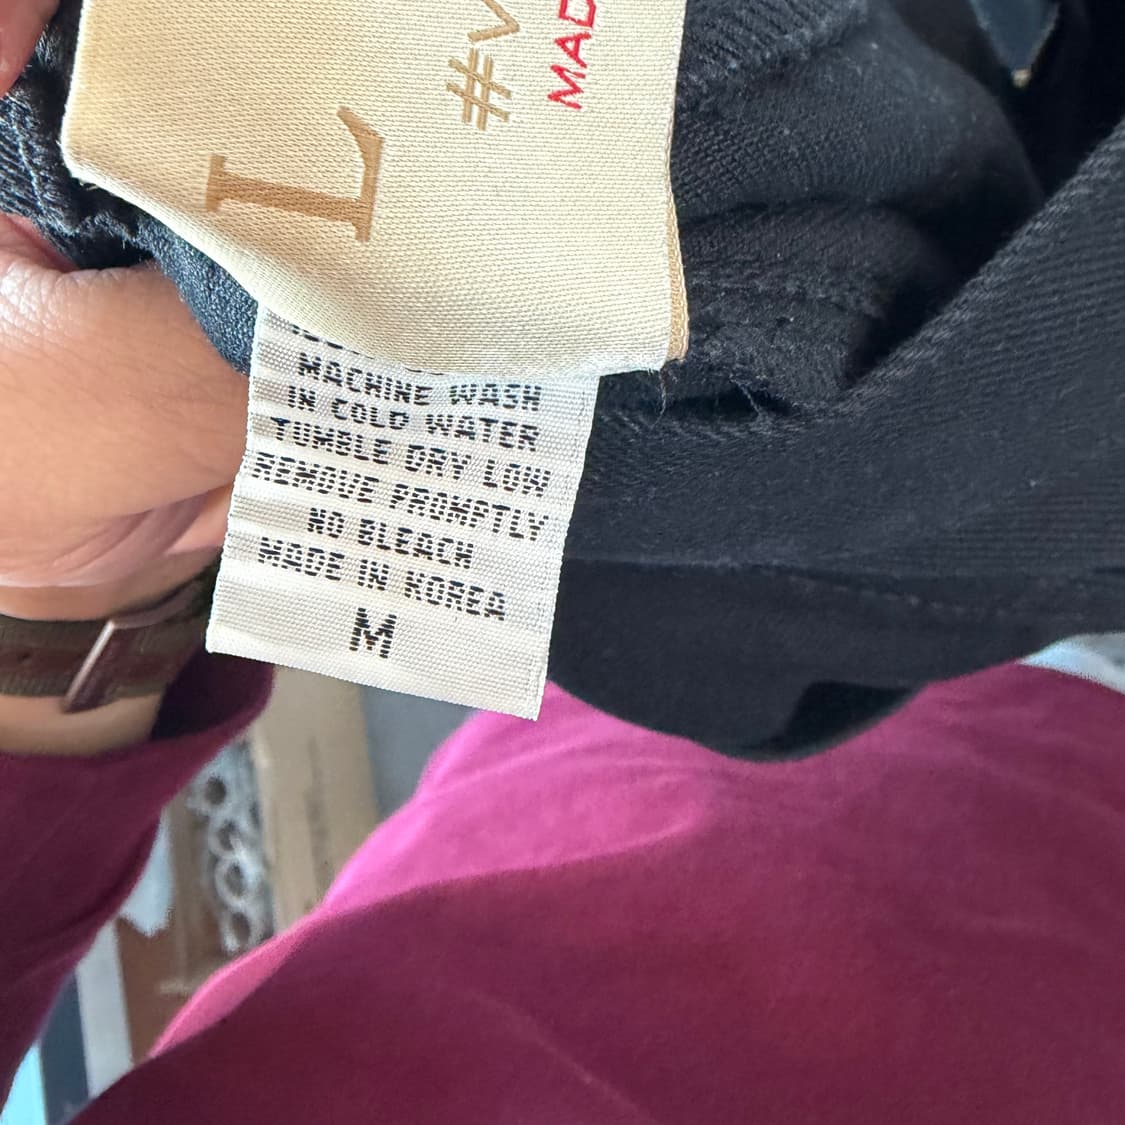 L
#V
MAD
MACHINE WASH
IN COLD WATER
TUMBLE DRY LOW
REMOVE PROMPTLY
NO BLEACH
MADE IN KOREA
M